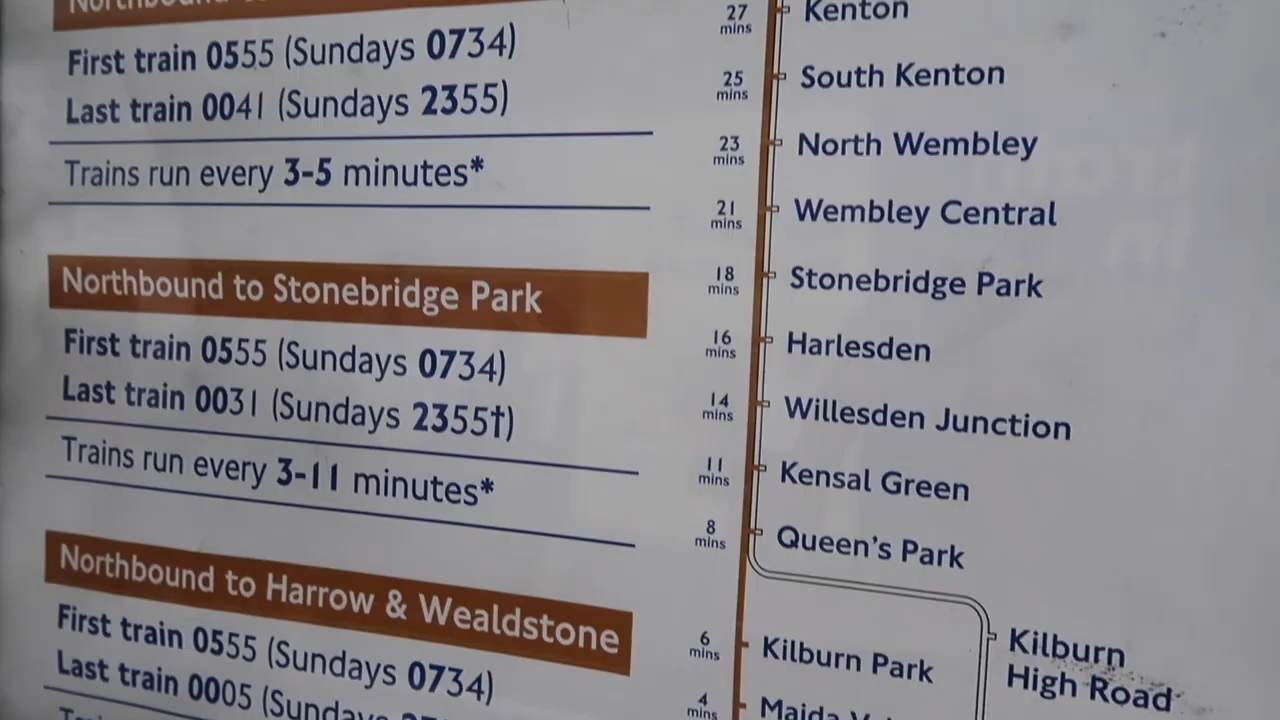 Northbound
First train 0555 (Sundays 0734)
Last train 0041 (Sundays 2355)
Trains run every 3-5 minutes*
Northbound to Stonebridge Park
First train 0555 (Sundays 0734)
Last train 0031 (Sundays 2355†)
Trains run every 3-11 minutes*
Northbound to Harrow & Wealdstone
First train 0555 (Sundays 0734)
Last train 0005 (Sundays
27 mins Kenton
25 mins South Kenton
23 mins North Wembley
21 mins Wembley Central
18 mins Stonebridge Park
16 mins Harlesden
14 mins Willesden Junction
11 mins Kensal Green
8 mins Queen's Park
6 mins Kilburn Park
Kilburn
High Road
4 mins Maida